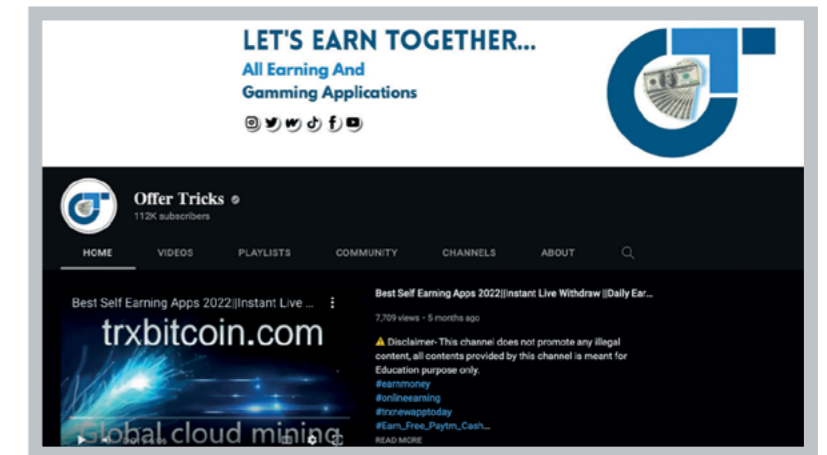 LET'S EARN TOGETHER...
All Earning And
Gamming Applications
Offer Tricks
112K subscribers
HOME VIDEOS PLAYLISTS COMMUNITY CHANNELS ABOUT
Best Self Earning Apps 2022||Instant Live ...
trxbitcoin.com
Global cloud mining
Best Self Earning Apps 2022||Instant Live Withdraw ||Daily Ear...
7,709 views • 5 months ago
⚠ Disclaimer- This channel does not promote any illegal
content, all contents provided by this channel is meant for
Education purpose only.
#earnmoney
#onlineearning
#trxnewapptoday
#Earn_Free_Paytm_Cash...
READ MORE